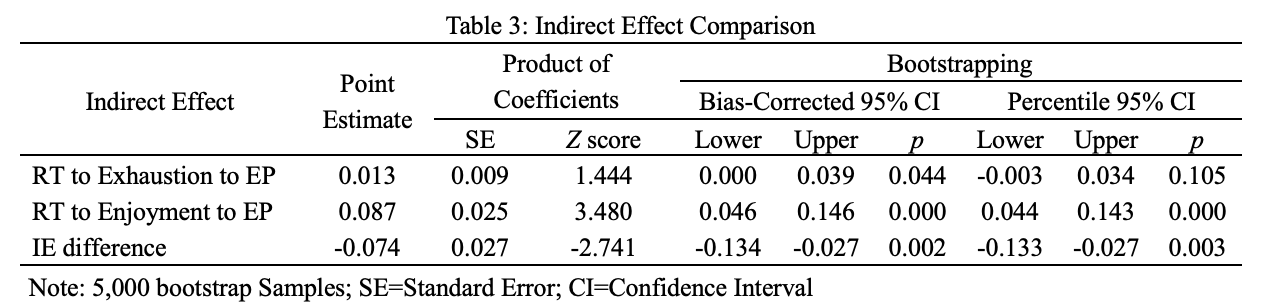 Table 3: Indirect Effect Comparison
Indirect Effect Point Estimate Product of Coefficients Bootstrapping
Bias-Corrected 95% CI Percentile 95% CI
SE Z score Lower Upper p Lower Upper p
RT to Exhaustion to EP 0.013 0.009 1.444 0.000 0.039 0.044 -0.003 0.034 0.105
RT to Enjoyment to EP 0.087 0.025 3.480 0.046 0.146 0.000 0.044 0.143 0.000
IE difference -0.074 0.027 -2.741 -0.134 -0.027 0.002 -0.133 -0.027 0.003
Note: 5,000 bootstrap Samples; SE=Standard Error; CI=Confidence Interval